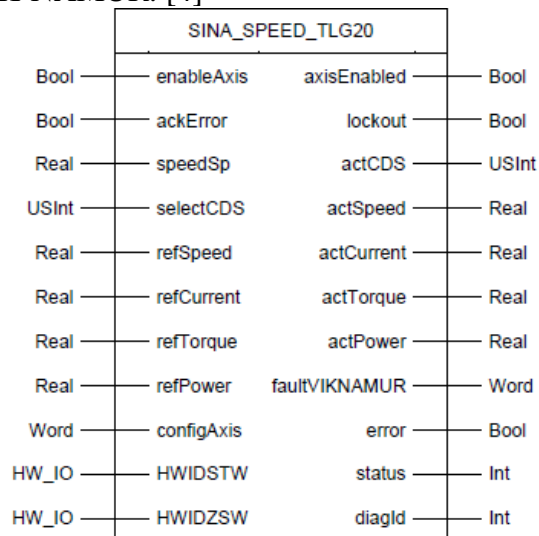 SINA_SPEED_TLG20
Bool enableAxis axisEnabled Bool
Bool ackError lockout Bool
Real speedSp actCDS USInt
USInt selectCDS actSpeed Real
Real refSpeed actCurrent Real
Real refCurrent actTorque Real
Real refTorque actPower Real
Real refPower faultVIKNAMUR Word
Word configAxis error Bool
HW_IO HWIDSTW status Int
HW_IO HWIDZSW diagId Int